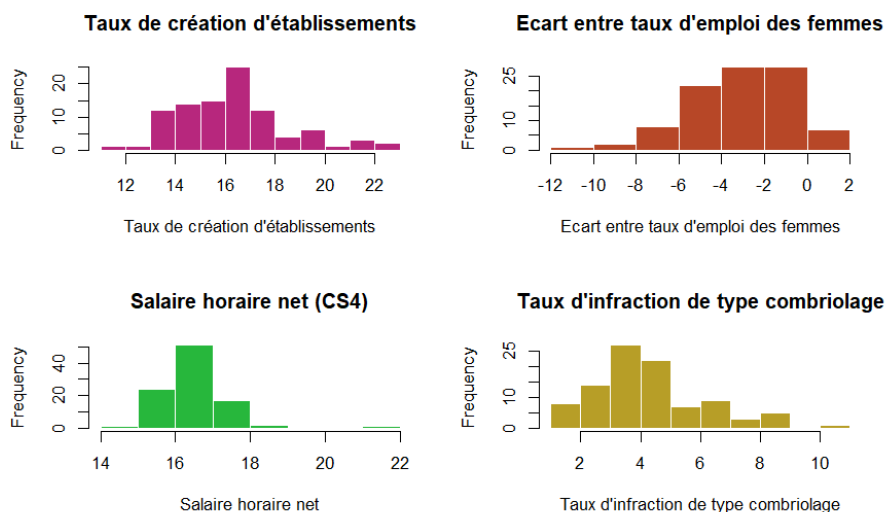 Taux de création d'établissements
Frequency
0 10 20
12 14 16 18 20 22
Taux de création d'établissements
Ecart entre taux d'emploi des femmes
Frequency
0 10 25
-12 -10 -8 -6 -4 -2 0 2
Ecart entre taux d'emploi des femmes
Salaire horaire net (CS4)
Frequency
0 20 40
14 16 18 20 22
Salaire horaire net
Taux d'infraction de type combriolage
Frequency
0 10 25
2 4 6 8 10
Taux d'infraction de type combriolage